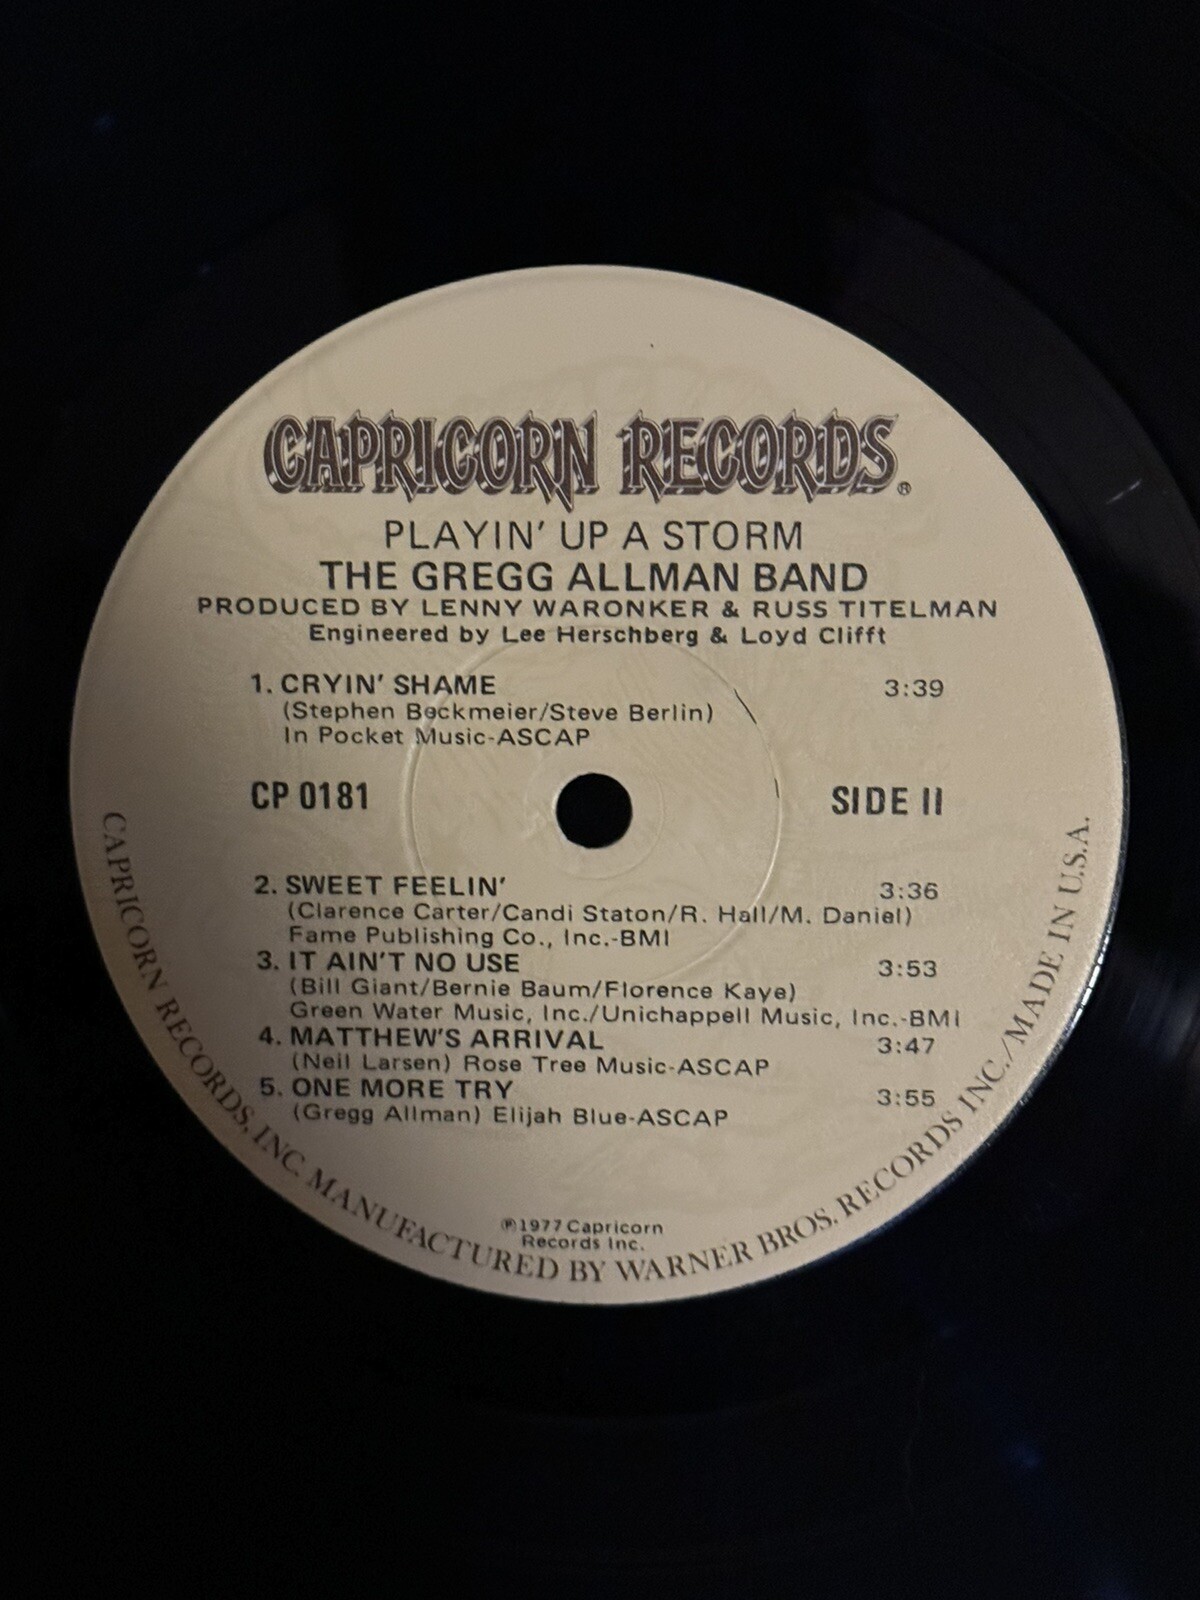 CAPRICORN RECORDS®
PLAYIN' UP A STORM
THE GREGG ALLMAN BAND
PRODUCED BY LENNY WARONKER & RUSS TITELMAN
Engineered by Lee Herschberg & Loyd Clifft
1. CRYIN' SHAME 3:39
(Stephen Beckmeier/Steve Berlin)
In Pocket Music-ASCAP
CP 0181 SIDE II
2. SWEET FEELIN' 3:36
(Clarence Carter/Candi Staton/R. Hall/M. Daniel)
Fame Publishing Co., Inc.-BMI
3. IT AIN'T NO USE 3:53
(Bill Giant/Bernie Baum/Florence Kaye)
Green Water Music, Inc./Unichappell Music, Inc.-BMI
4. MATTHEW'S ARRIVAL 3:47
(Neil Larsen) Rose Tree Music-ASCAP
5. ONE MORE TRY 3:55
(Gregg Allman) Elijah Blue-ASCAP
℗1977 Capricorn
Records Inc.
CAPRICORN RECORDS, INC. MANUFACTURED BY WARNER BROS. RECORDS INC./MADE IN U.S.A.